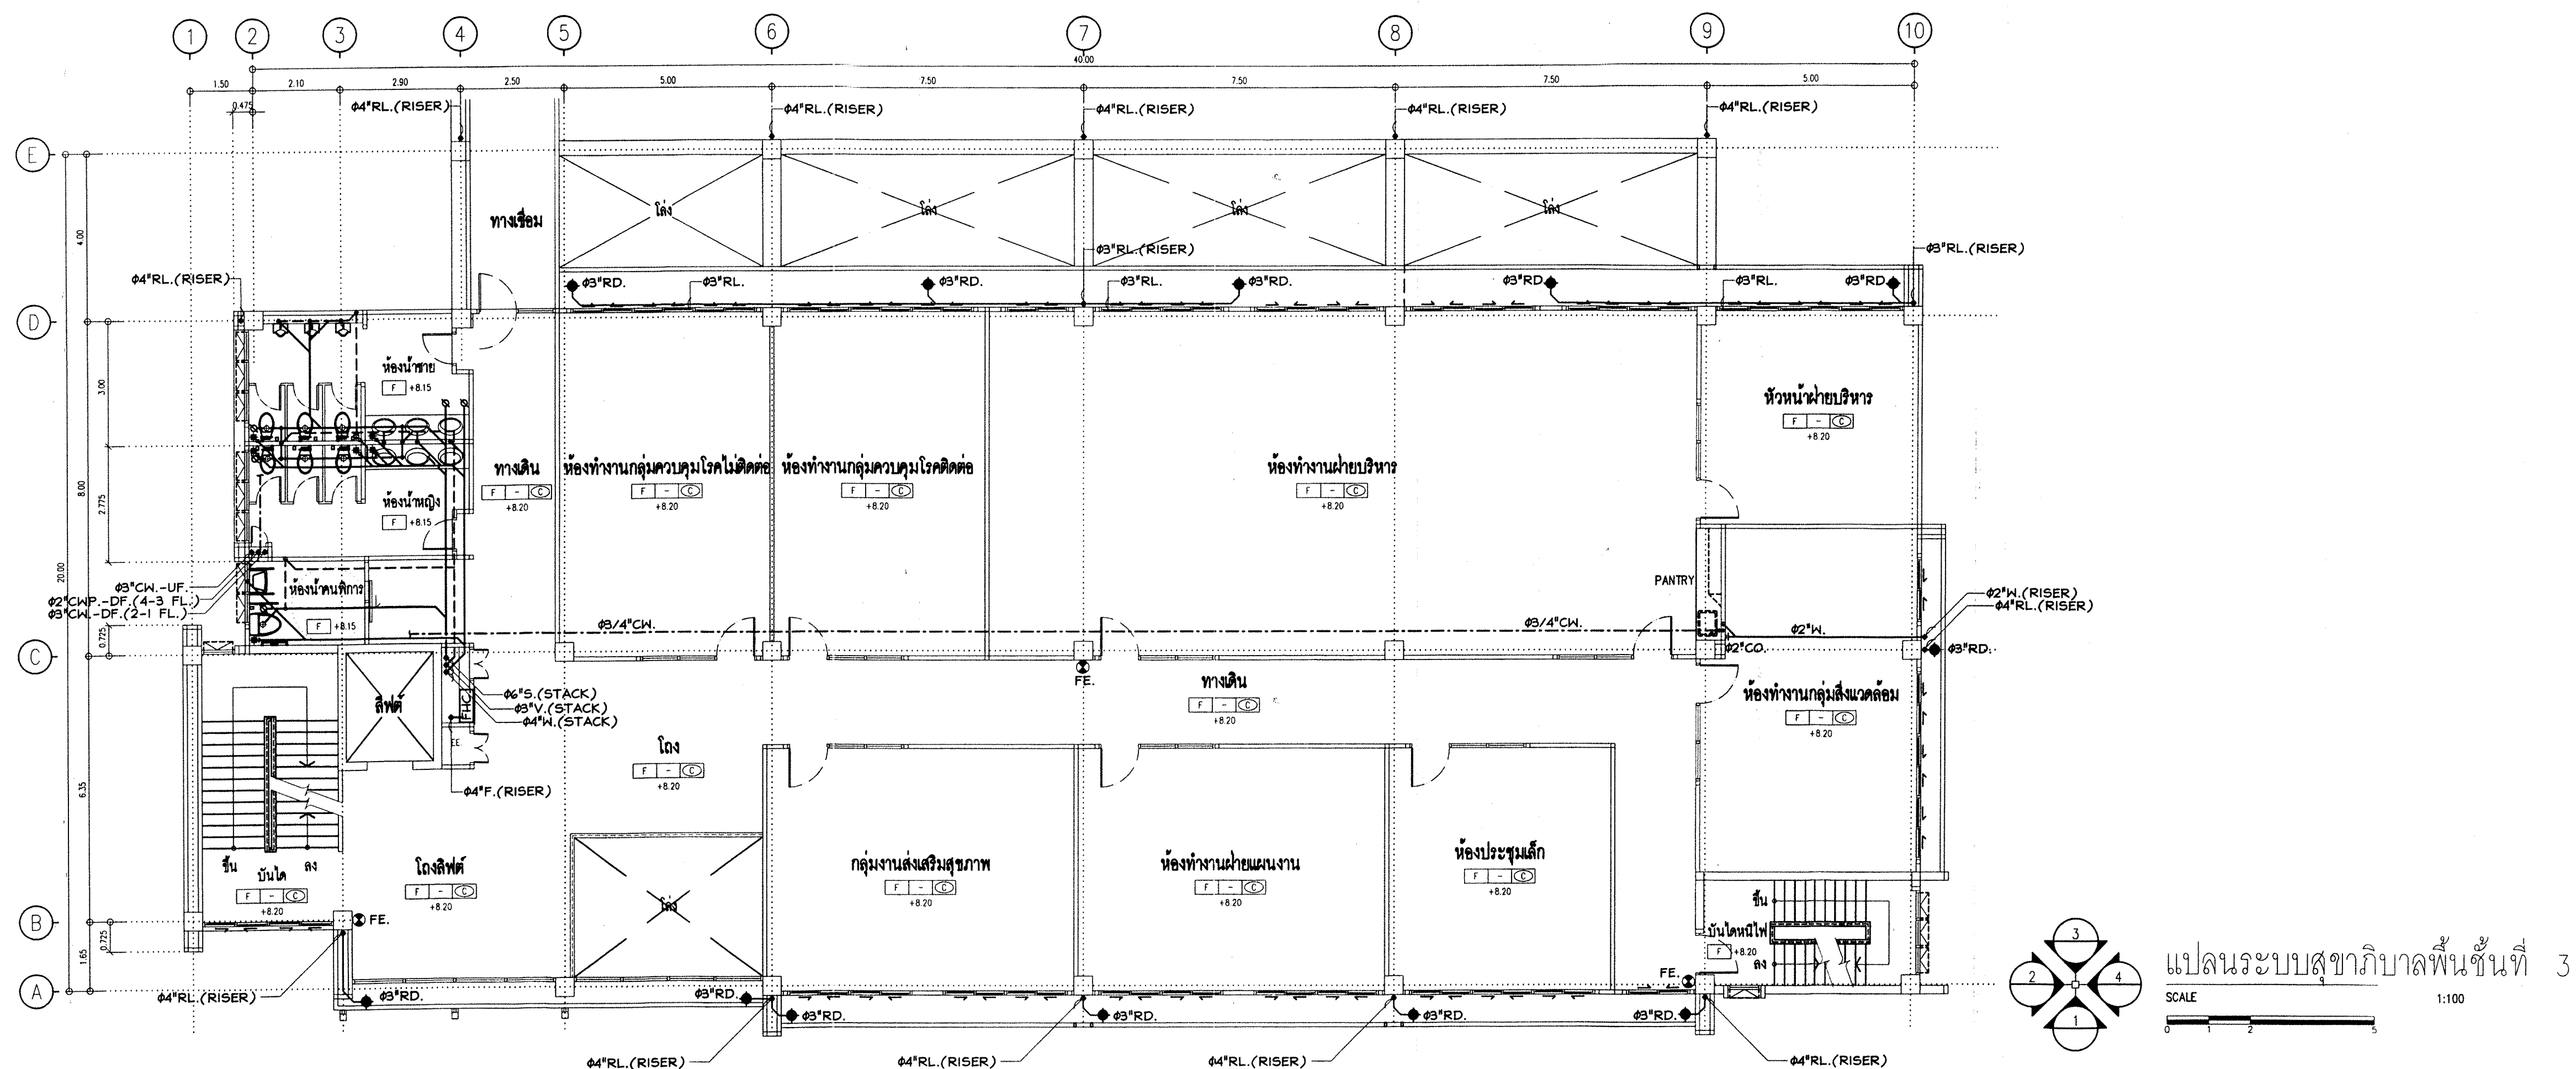 1 2 3 4 5 6 7 8 9 10
40.00
1.50 2.10 2.90 2.50 5.00 7.50 7.50 7.50 5.00
0.475
φ4"RL.(RISER) φ4"RL.(RISER) φ4"RL.(RISER) φ4"RL.(RISER) φ4"RL.(RISER)
E
ทางเชื่อม โล่ง โล่ง โล่ง โล่ง
4.00
φ3"RL.(RISER) φ3"RL.(RISER)
φ4"RL.(RISER) φ3"RD. φ3"RL. φ3"RD. φ3"RL. φ3"RD. φ3"RD. φ3"RL. φ3"RD.
D
ห้องน้ำชาย
F +8.15
3.00
หัวหน้าฝ่ายบริหาร
F - C
+8.20
ทางเดิน ห้องทำงานกลุ่มควบคุมโรคไม่ติดต่อ ห้องทำงานกลุ่มควบคุมโรคติดต่อ ห้องทำงานฝ่ายบริหาร
F - C F - C F - C F - C
+8.20 +8.20 +8.20 +8.20
8.00
2.775
ห้องน้ำหญิง
F +8.15
20.00
φ3"CW.-UF.
φ2"CWP.-DF.(4-3 FL.)
φ3"CW.-DF.(2-1 FL.)
ห้องน้ำคนพิการ
F +8.15
PANTRY
φ2"W.(RISER)
φ4"RL.(RISER)
0.725
φ3/4"CW. φ3/4"CW. φ2"W.
C
φ2"CO. φ3"RD.
FE.
ลิฟต์
FHC
EE
φ6"S.(STACK)
φ3"V.(STACK)
φ4"W.(STACK)
ทางเดิน
F - C
+8.20
ห้องทำงานกลุ่มสิ่งแวดล้อม
F - C
+8.20
โถง
F - C
+8.20
φ4"F.(RISER)
6.35
ขึ้น บันได ลง
F - C
+8.20
โถงลิฟต์
F - C
+8.20
โล่ง
กลุ่มงานส่งเสริมสุขภาพ
F - C
+8.20
ห้องทำงานฝ่ายแผนงาน
F - C
+8.20
ห้องประชุมเล็ก
F - C
+8.20
B
FE.
0.725
1.65
ขึ้น
บันไดหนีไฟ
F +8.20
ลง
FE.
A
φ4"RL.(RISER) φ3"RD. φ3"RD. φ3"RD. φ3"RD. φ3"RD. φ3"RD.
φ4"RL.(RISER) φ4"RL.(RISER) φ4"RL.(RISER) φ4"RL.(RISER)
3
2 4
1
แปลนระบบสุขาภิบาลพื้นชั้นที่ 3
SCALE 1:100
0 1 2 5